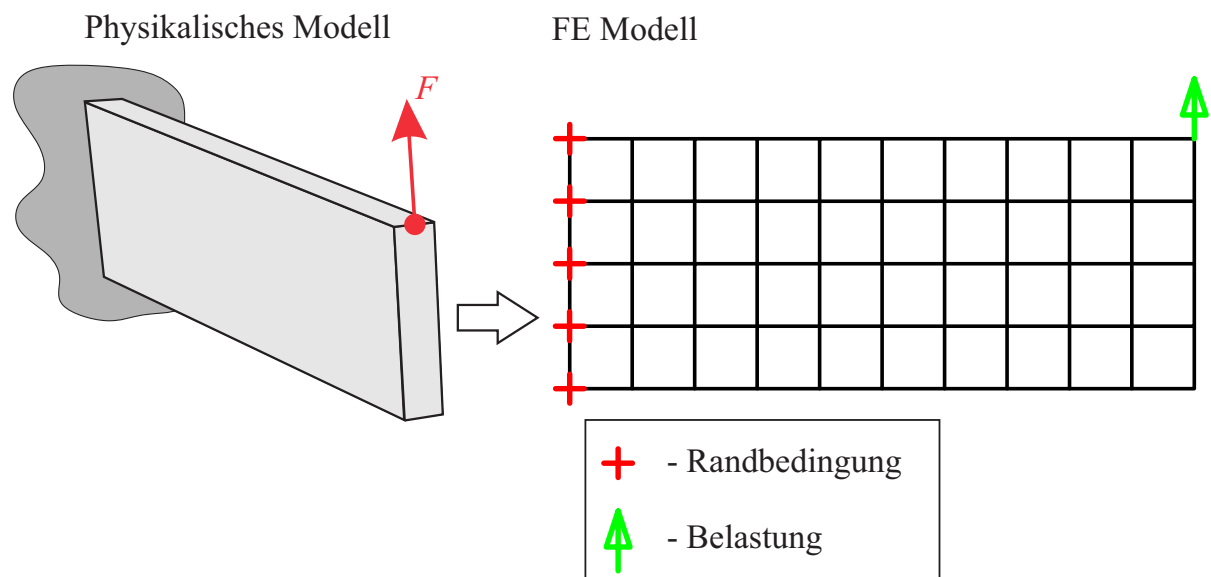 Physikalisches Modell
FE Modell
F
- Randbedingung
- Belastung